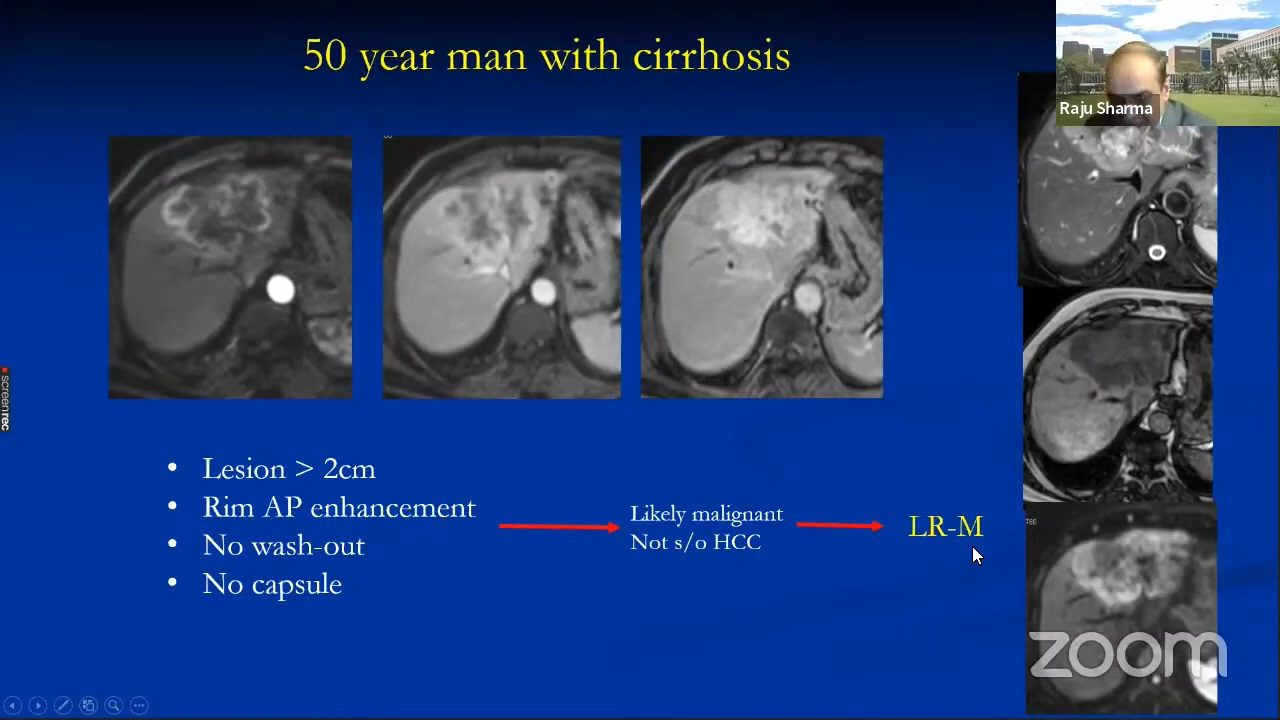 50 year man with cirrhosis
Raju Sharma
• Lesion > 2cm
• Rim AP enhancement
• No wash-out
• No capsule
Likely malignant
Not s/o HCC
LR-M
screenrec
zoom